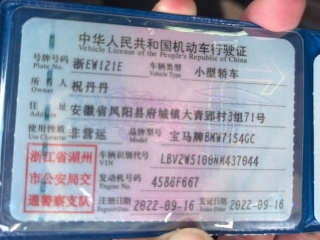 中华人民共和国机动车行驶证
Vehicle License of the People's Republic of China
号牌号码 浙EW121E 车辆类型 小型轿车
Plate No. Vehicle Type
所有人 祝丹丹
Owner
住址 安徽省凤阳县府城镇大青郢村3组71号
使用性质 非营运 品牌型号 宝马牌BMW7154GC
浙江省湖州 车辆识别代号 LBV2W5100NK437044
VIN
市公安局交 发动机号码 4586F667
Engine No.
通警察支队 注册日期 2022-09-16 发证日期 2022-09-16
Register Date Issue Date